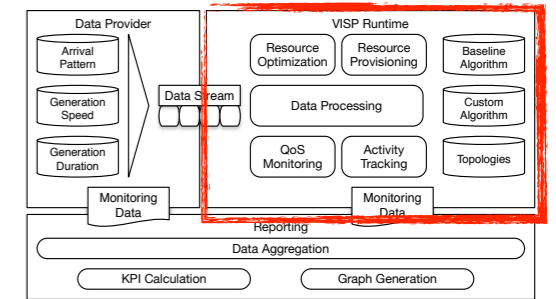 Data Provider
Arrival
Pattern
Generation
Speed
Generation
Duration
Data Stream
VISP Runtime
Resource
Optimization
Resource
Provisioning
Baseline
Algorithm
Data Processing
Custom
Algorithm
QoS
Monitoring
Activity
Tracking
Topologies
Monitoring
Data
Monitoring
Data
Reporting
Data Aggregation
KPI Calculation
Graph Generation